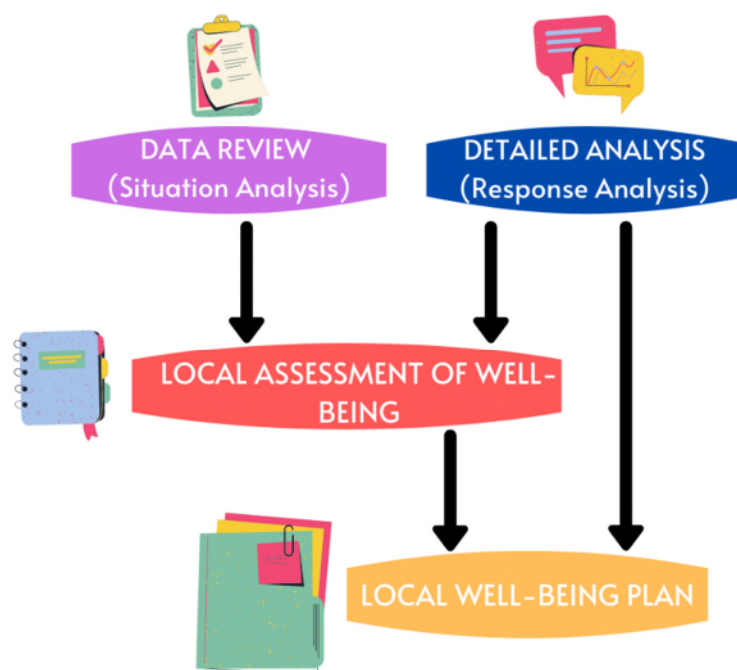 DATA REVIEW
(Situation Analysis)
DETAILED ANALYSIS
(Response Analysis)
LOCAL ASSESSMENT OF WELL-
BEING
LOCAL WELL-BEING PLAN